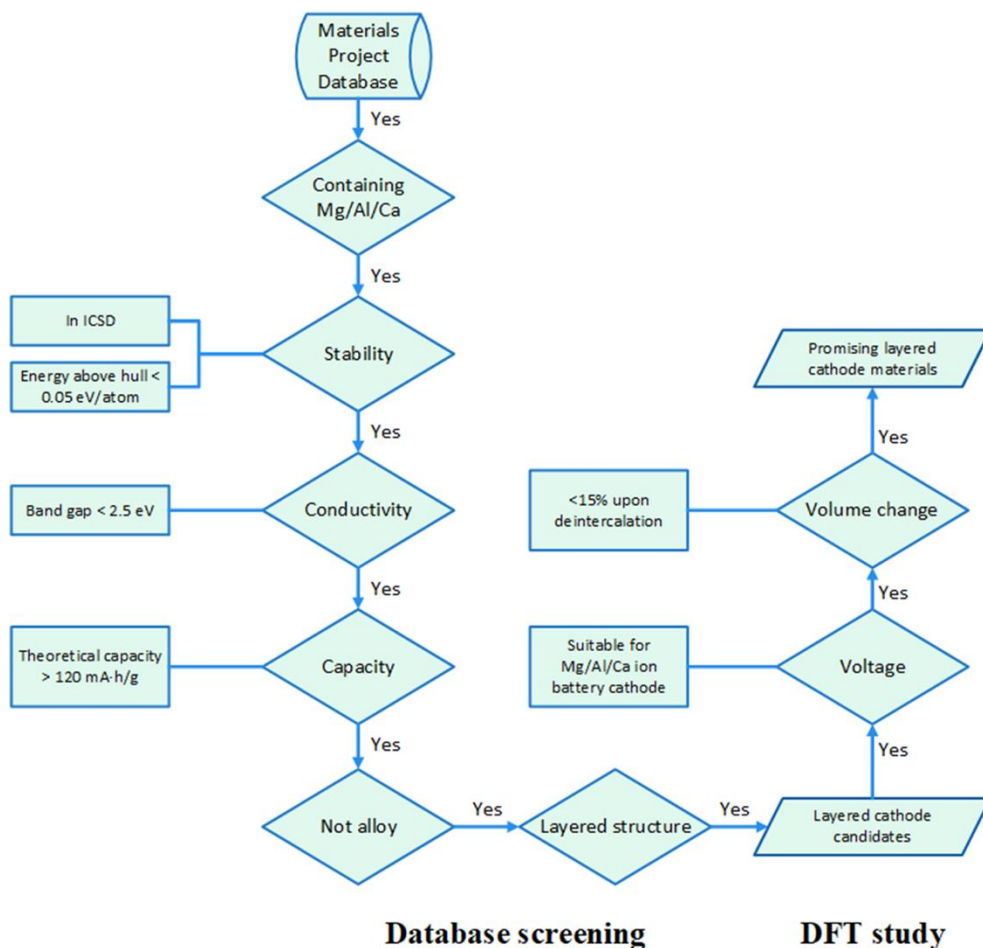 Materials
Project
Database
Yes
Containing
Mg/Al/Ca
Yes
In ICSD
Energy above hull <
0.05 eV/atom
Stability
Yes
Band gap < 2.5 eV
Conductivity
Yes
Theoretical capacity
> 120 mA·h/g
Capacity
Yes
Not alloy
Yes
Layered structure
Yes
Layered cathode
candidates
Yes
Suitable for
Mg/Al/Ca ion
battery cathode
Voltage
Yes
<15% upon
deintercalation
Volume change
Yes
Promising layered
cathode materials
Database screening
DFT study